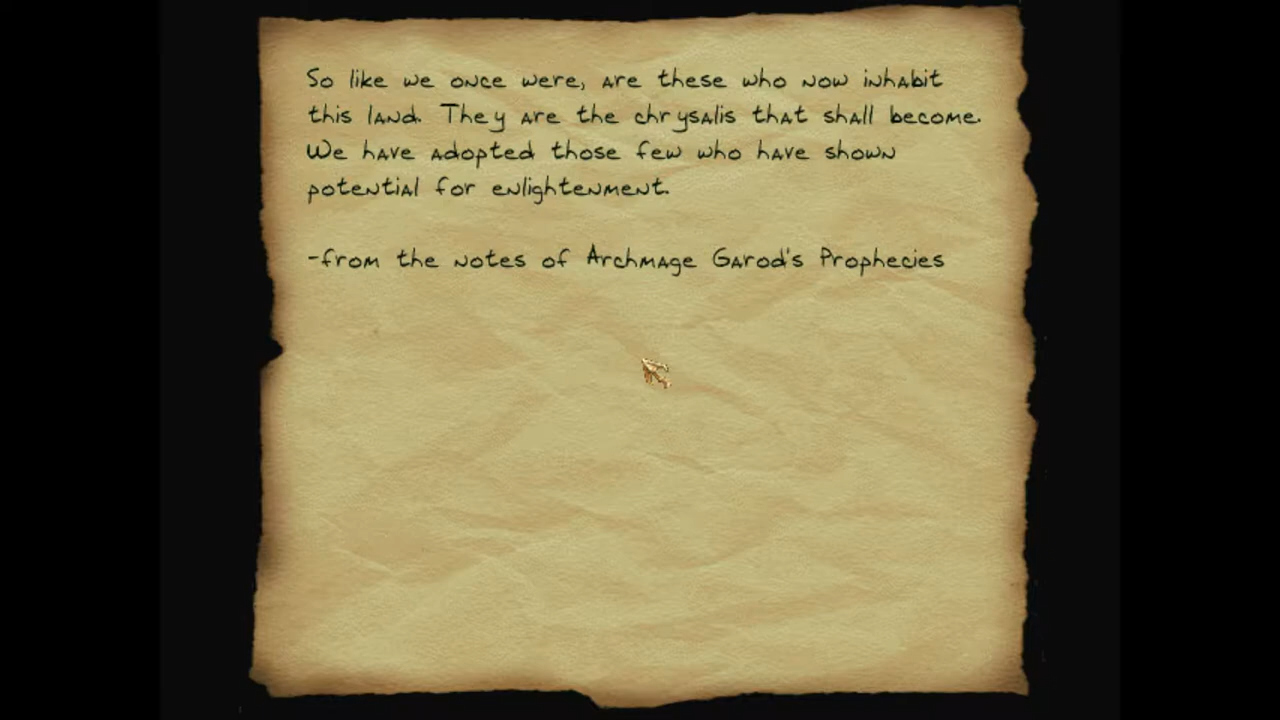 So like we once were, are these who now inhabit
this land. They are the chrysalis that shall become.
We have adopted those few who have shown
potential for enlightenment.
-from the notes of Archmage Garod's Prophecies